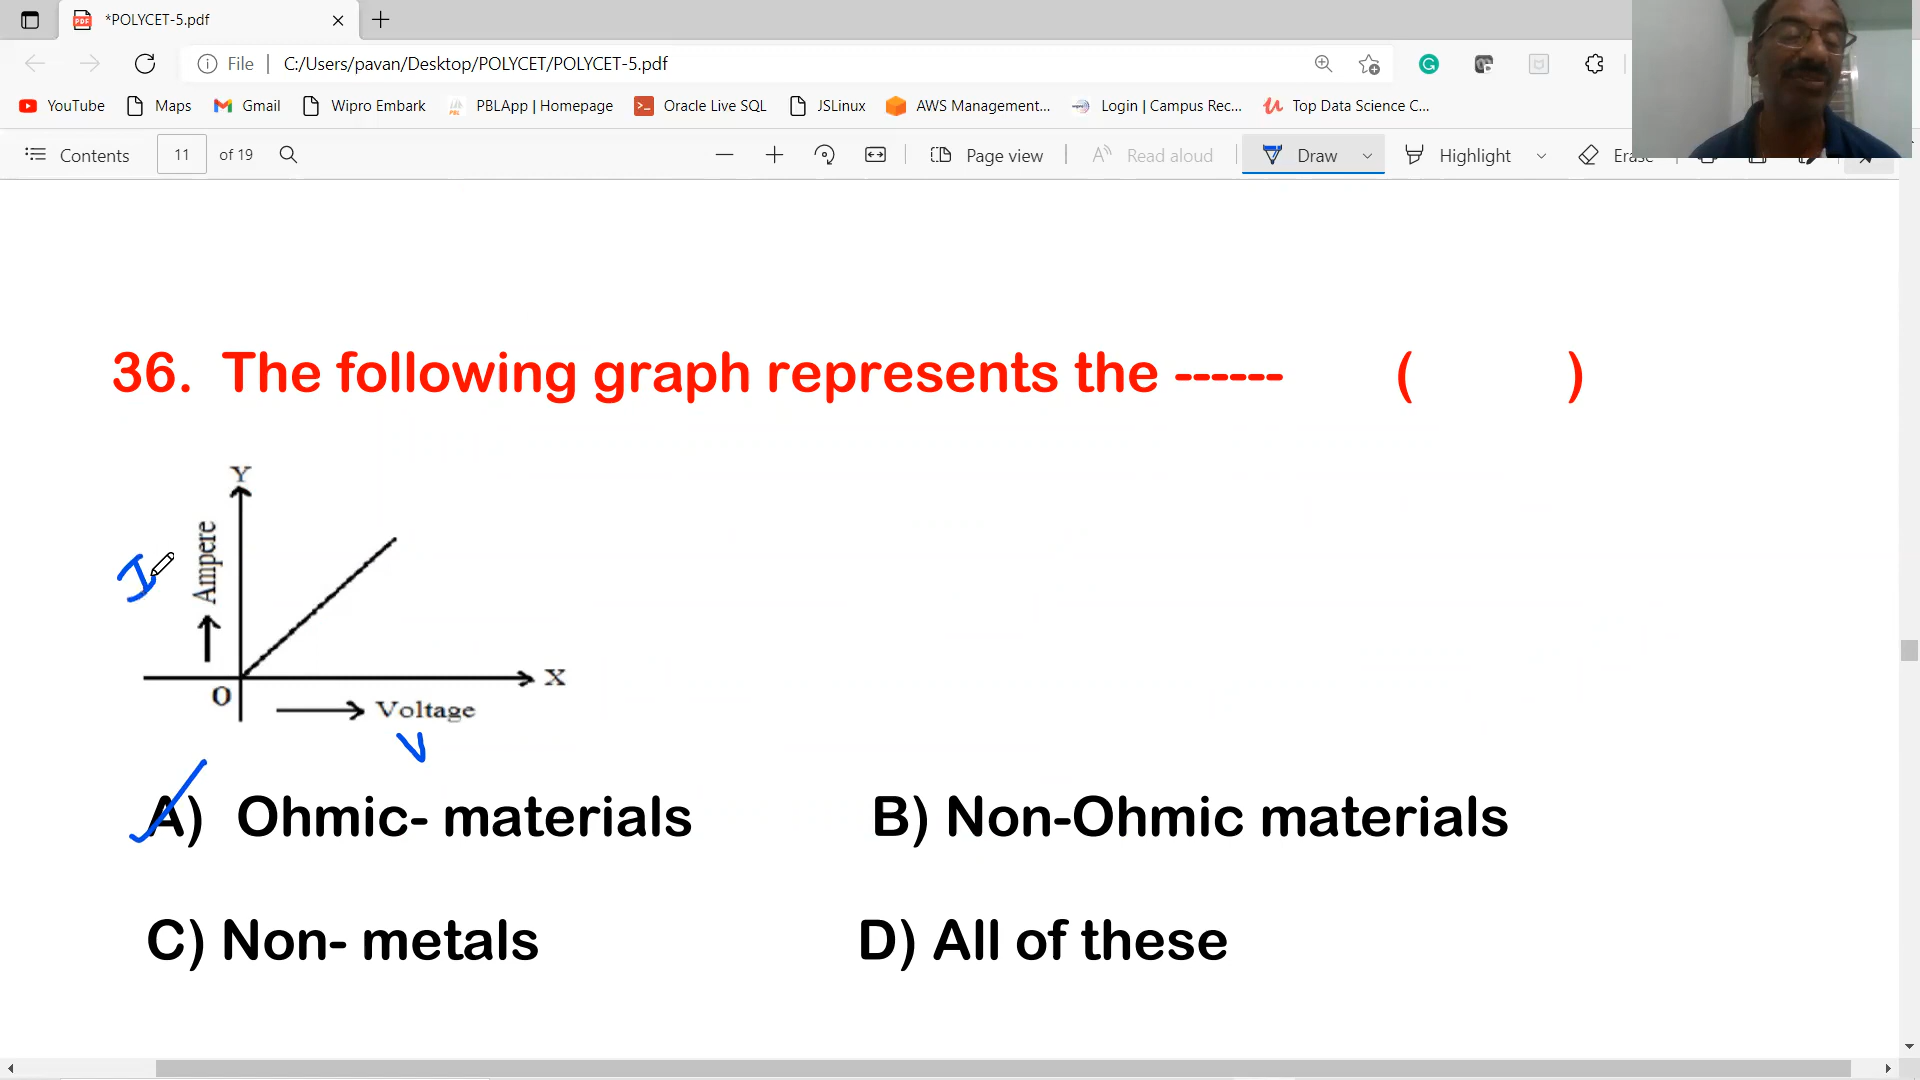 *POLYCET-5.pdf
File | C:/Users/pavan/Desktop/POLYCET/POLYCET-5.pdf
YouTube Maps Gmail Wipro Embark PBLApp | Homepage Oracle Live SQL JSLinux AWS Management... Login | Campus Rec... Top Data Science C...
Contents 11 of 19 Page view Read aloud Draw Highlight Erase
36. The following graph represents the ------ ( )
Y
Ampere
I
O
X
Voltage
V
A) Ohmic- materials B) Non-Ohmic materials
C) Non- metals D) All of these